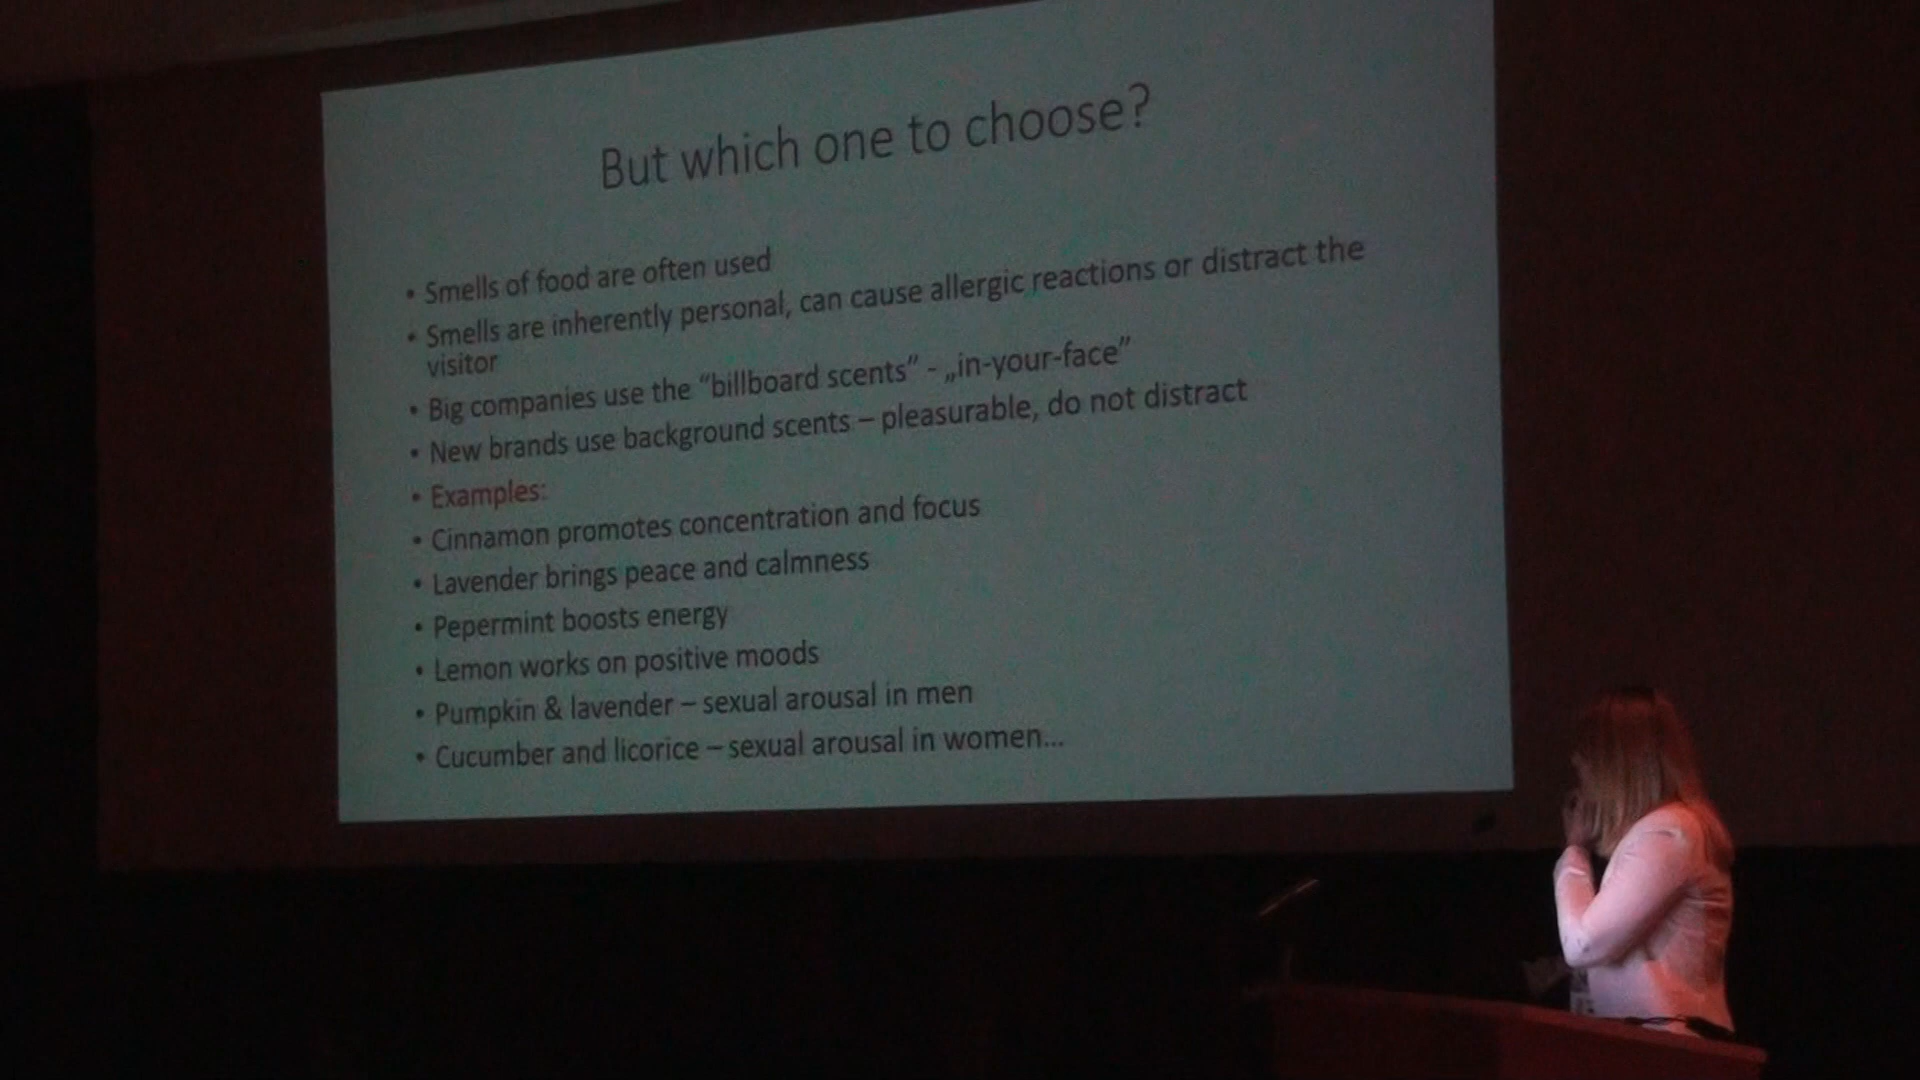 But which one to choose?
• Smells of food are often used
• Smells are inherently personal, can cause allergic reactions or distract the
visitor
• Big companies use the “billboard scents” - „in-your-face”
• New brands use background scents – pleasurable, do not distract
• Examples:
• Cinnamon promotes concentration and focus
• Lavender brings peace and calmness
• Pepermint boosts energy
• Lemon works on positive moods
• Pumpkin & lavender – sexual arousal in men
• Cucumber and licorice – sexual arousal in women...